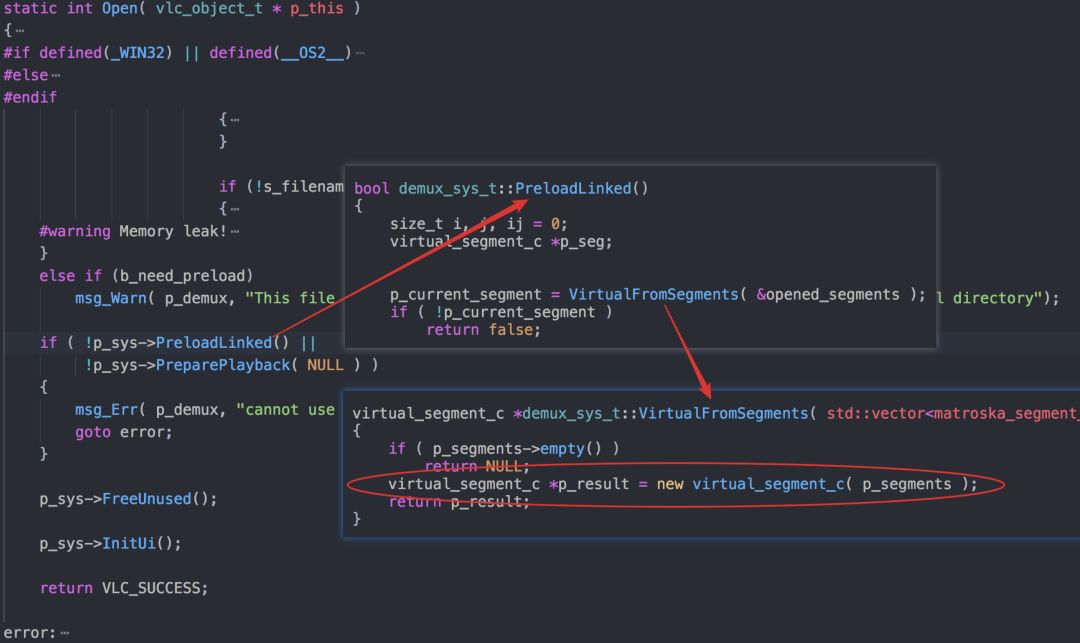 static int Open( vlc_object_t * p_this )
{⋯
#if defined(_WIN32) || defined(__OS2__)⋯
#else⋯
#endif
{⋯
}
if (!s_filenam
{⋯
#warning Memory leak!⋯
}
else if (b_need_preload)
msg_Warn( p_demux, "This file
l directory");
if ( !p_sys->PreloadLinked() ||
!p_sys->PreparePlayback( NULL ) )
{
msg_Err( p_demux, "cannot use
goto error;
}
p_sys->FreeUnused();
p_sys->InitUi();
return VLC_SUCCESS;
error:⋯
bool demux_sys_t::PreloadLinked()
{
size_t i, j, ij = 0;
virtual_segment_c *p_seg;
p_current_segment = VirtualFromSegments( &opened_segments );
if ( !p_current_segment )
return false;
virtual_segment_c *demux_sys_t::VirtualFromSegments( std::vector<matroska_segment_
{
if ( p_segments->empty() )
return NULL;
virtual_segment_c *p_result = new virtual_segment_c( p_segments );
return p_result;
}